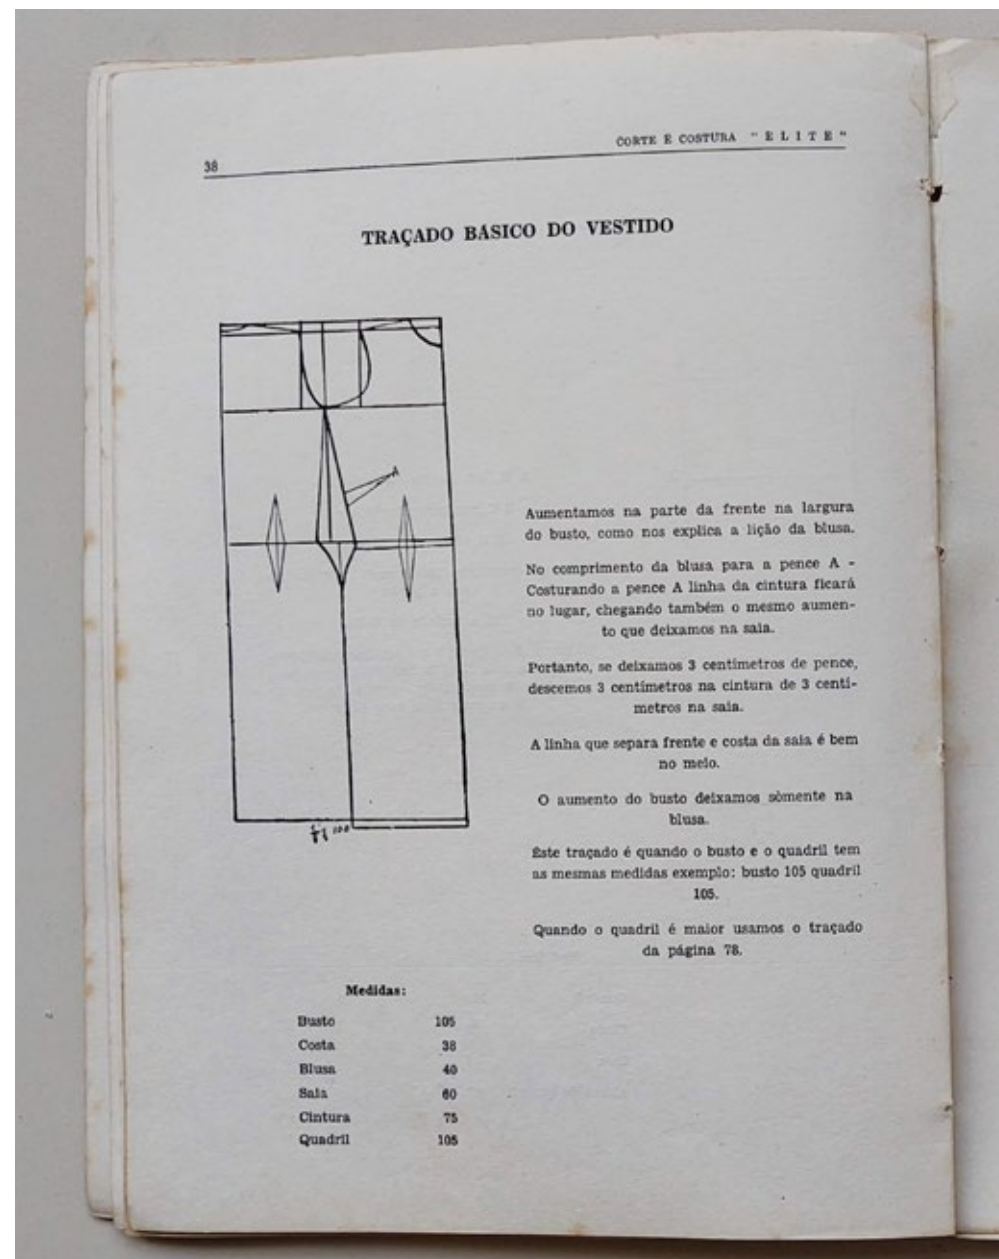 38
CORTE E COSTURA "ELITE"
TRAÇADO BÁSICO DO VESTIDO
A
Aumentamos na parte da frente na largura
do busto, como nos explica a lição da blusa.
No comprimento da blusa para a pence A -
Costurando a pence A linha da cintura ficará
no lugar, chegando também o mesmo aumen-
to que deixamos na saia.
Portanto, se deixamos 3 centímetros de pence,
descemos 3 centímetros na cintura de 3 centí-
metros na saia.
A linha que separa frente e costa da saia é bem
no meio.
O aumento do busto deixamos sòmente na
blusa.
Êste traçado é quando o busto e o quadril tem
as mesmas medidas exemplo: busto 105 quadril
105.
Quando o quadril é maior usamos o traçado
da página 78.
Medidas:
Busto 105
Costa 38
Blusa 40
Saia 60
Cintura 75
Quadril 105